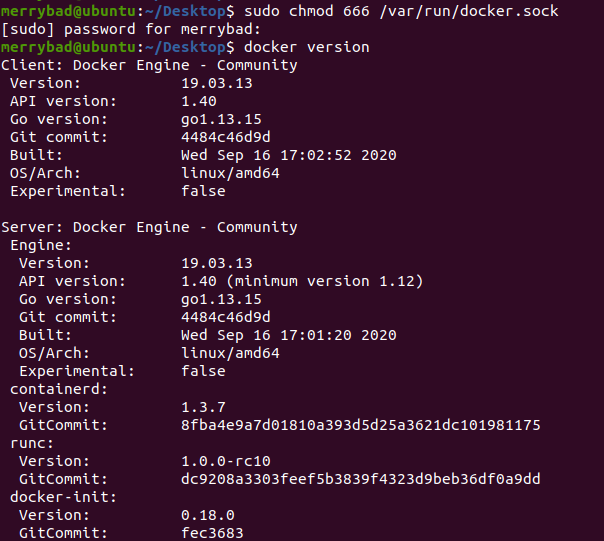 merrybad@ubuntu:~/Desktop$ sudo chmod 666 /var/run/docker.sock
[sudo] password for merrybad:
merrybad@ubuntu:~/Desktop$ docker version
Client: Docker Engine - Community
 Version:           19.03.13
 API version:       1.40
 Go version:        go1.13.15
 Git commit:        4484c46d9d
 Built:             Wed Sep 16 17:02:52 2020
 OS/Arch:           linux/amd64
 Experimental:      false

Server: Docker Engine - Community
 Engine:
  Version:          19.03.13
  API version:      1.40 (minimum version 1.12)
  Go version:       go1.13.15
  Git commit:       4484c46d9d
  Built:            Wed Sep 16 17:01:20 2020
  OS/Arch:          linux/amd64
  Experimental:     false
 containerd:
  Version:          1.3.7
  GitCommit:        8fba4e9a7d01810a393d5d25a3621dc101981175
 runc:
  Version:          1.0.0-rc10
  GitCommit:        dc9208a3303feef5b3839f4323d9beb36df0a9dd
 docker-init:
  Version:          0.18.0
  GitCommit:        fec3683